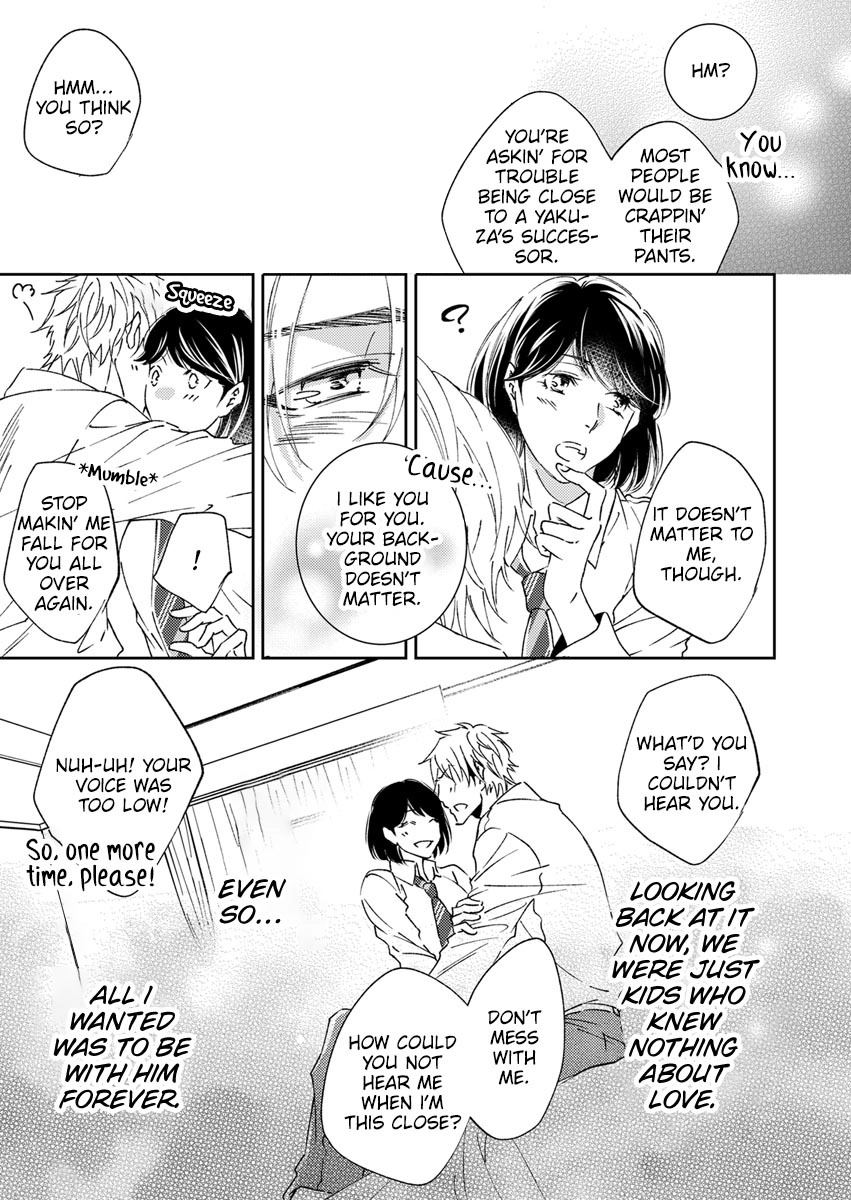 HM?
You
know...
MOST
PEOPLE
WOULD BE
CRAPPIN'
THEIR
PANTS.
YOU'RE
ASKIN' FOR
TROUBLE
BEING CLOSE
TO A YAKU-
ZA'S SUCCES-
SOR.
HMM...
YOU THINK
SO?
?
IT DOESN'T
MATTER TO
ME,
THOUGH.
'Cause...
I LIKE YOU
FOR YOU.
YOUR BACK-
GROUND
DOESN'T
MATTER.
Squeeze
!
*Mumble*
STOP
MAKIN' ME
FALL FOR
YOU ALL
OVER
AGAIN.
WHAT'D YOU
SAY? I
COULDN'T
HEAR YOU.
LOOKING
BACK AT IT
NOW, WE
WERE JUST
KIDS WHO
KNEW
NOTHING
ABOUT
LOVE.
DON'T
MESS
WITH
ME.
HOW COULD
YOU NOT
HEAR ME
WHEN I'M
THIS CLOSE?
NUH-UH! YOUR
VOICE WAS
TOO LOW!
So, one more
time, please!
EVEN
SO...
ALL I
WANTED
WAS TO BE
WITH HIM
FOREVER.